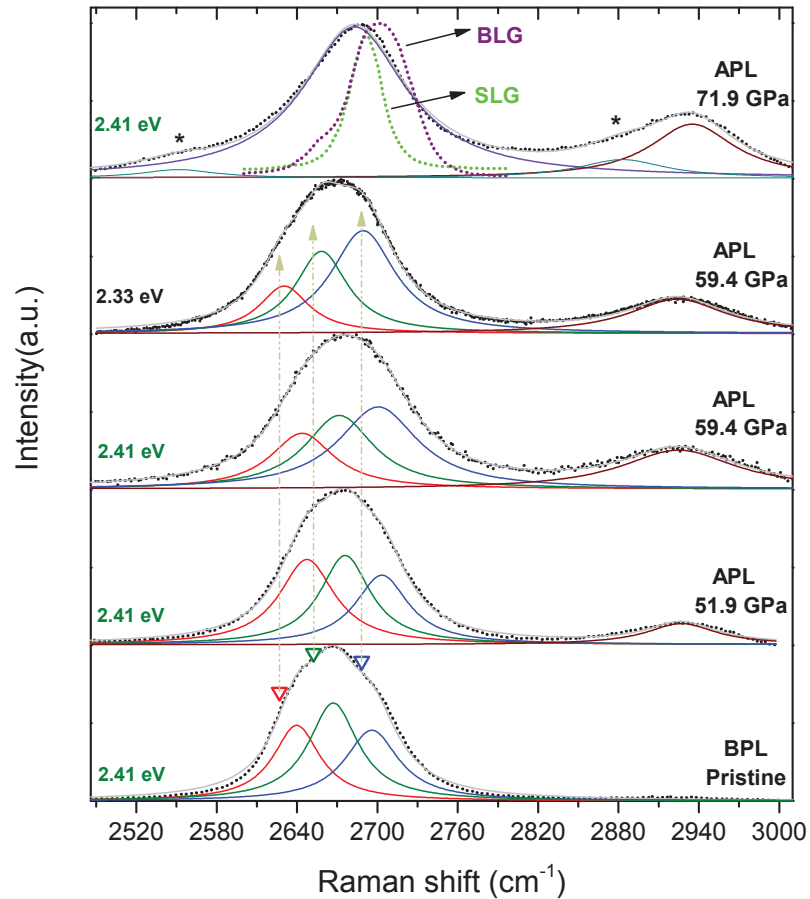 BLG
SLG
APL
71.9 GPa
2.41 eV
*
*
APL
59.4 GPa
2.33 eV
APL
59.4 GPa
2.41 eV
APL
51.9 GPa
2.41 eV
BPL
Pristine
2.41 eV
Intensity(a.u.)
2520 2580 2640 2700 2760 2820 2880 2940 3000
Raman shift (cm⁻¹)